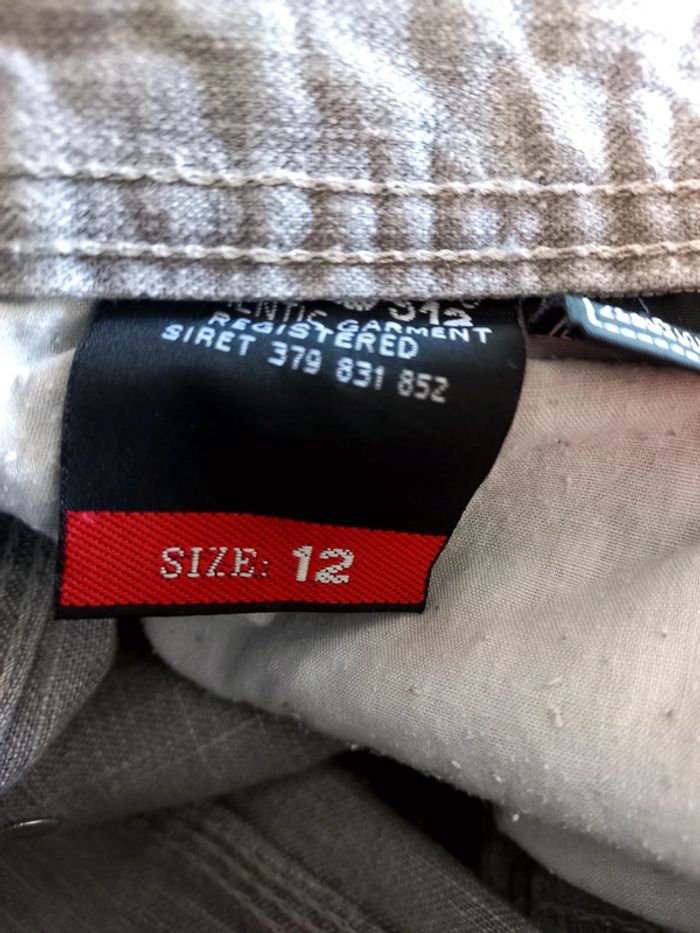 REGISTERED GARMENT
SIRET 379 831 852
SIZE: 12